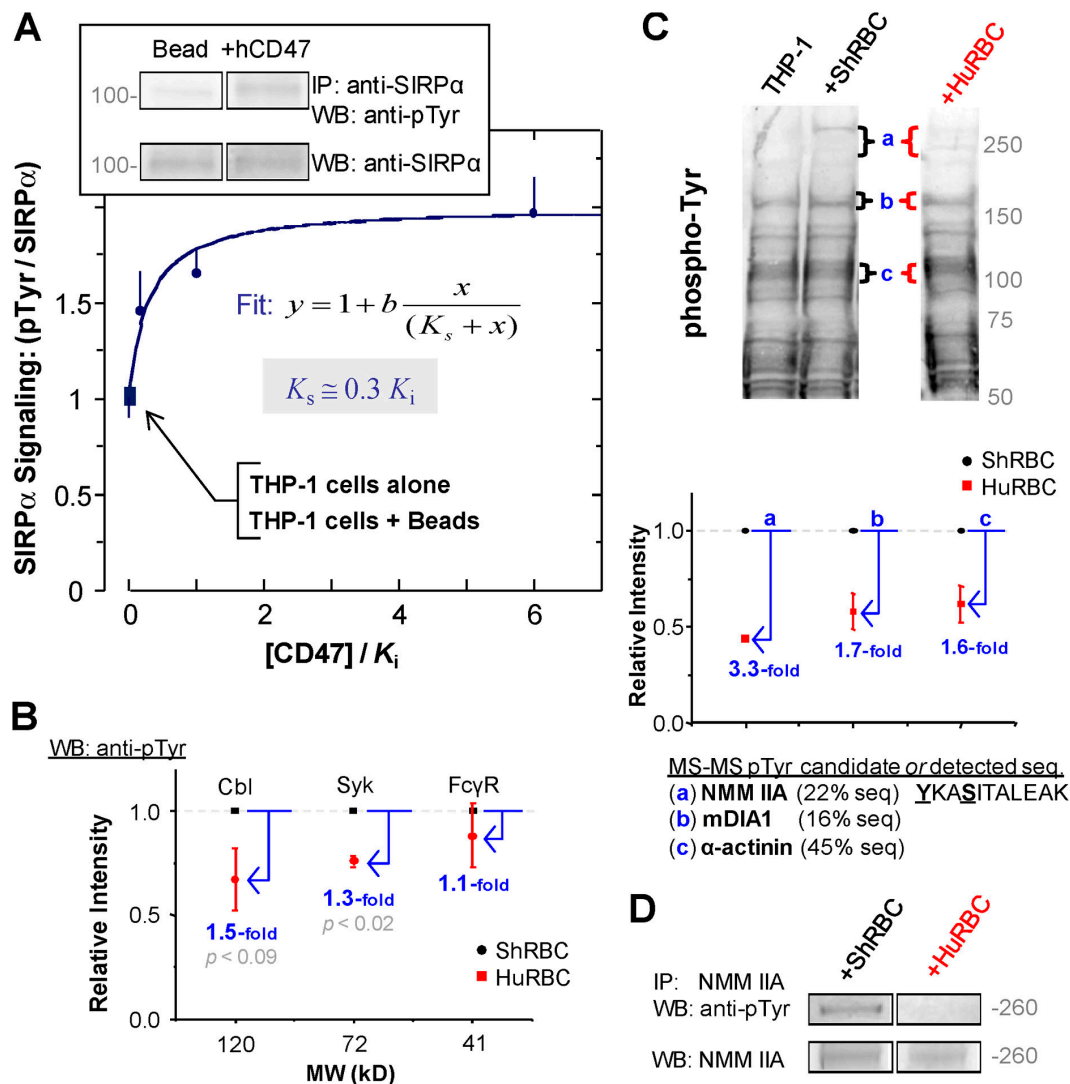 A
Bead +hCD47
100-
IP: anti-SIRPα
WB: anti-pTyr
100-
WB: anti-SIRPα
SIRPα Signaling: (pTyr / SIRPα)
2
1.5
1
0.5
0
Fit: y = 1 + b x / (Ks + x)
Ks ≅ 0.3 Ki
THP-1 cells alone
THP-1 cells + Beads
0 2 4 6
[CD47] / Ki
B
WB: anti-pTyr
Cbl Syk FcγR
Relative Intensity
1.0
0.5
0.0
1.5-fold
p < 0.09
1.3-fold
p < 0.02
1.1-fold
ShRBC
HuRBC
120 72 41
MW (kD)
C
THP-1 +ShRBC +HuRBC
phospho-Tyr
a
b
c
250
150
100
75
50
ShRBC
HuRBC
Relative Intensity
1.0
0.5
0.0
a b c
3.3-fold
1.7-fold
1.6-fold
MS-MS pTyr candidate or detected seq.
(a) NMM IIA (22% seq) YKASITALEAK
(b) mDIA1 (16% seq)
(c) α-actinin (45% seq)
D
+ShRBC +HuRBC
IP: NMM IIA
WB: anti-pTyr -260
WB: NMM IIA -260